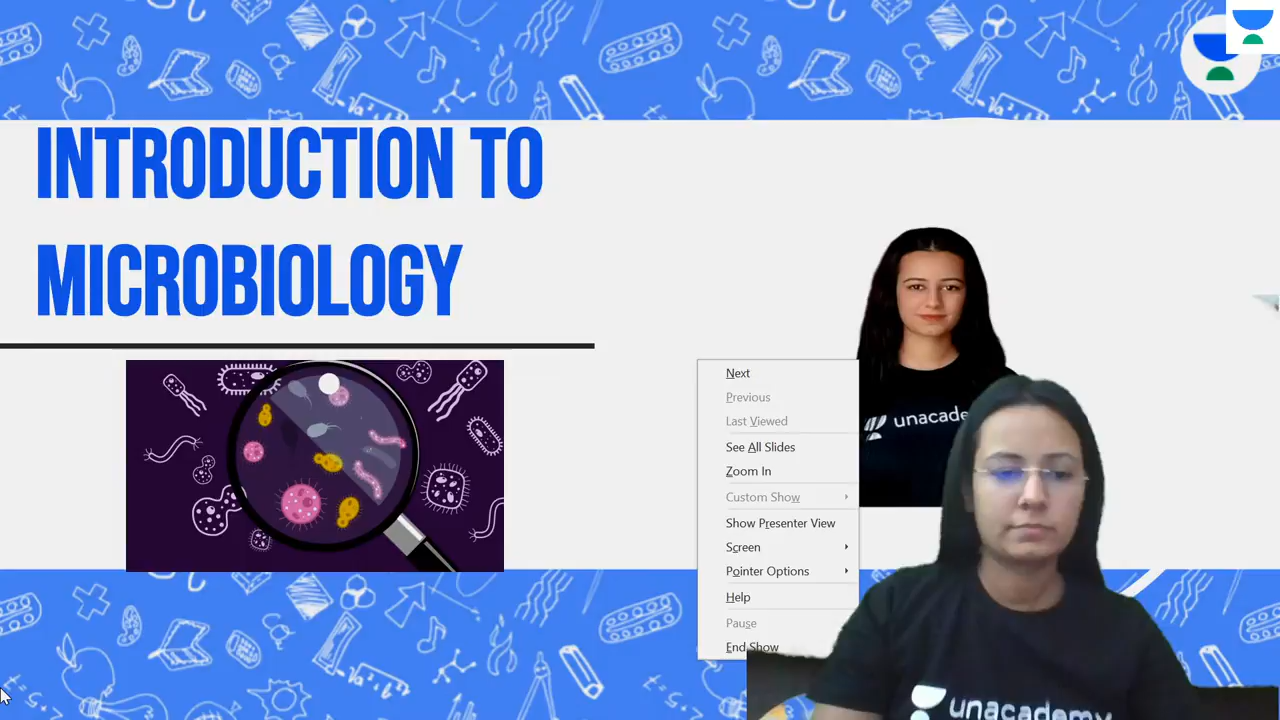 INTRODUCTION TO
MICROBIOLOGY
Next
Previous
Last Viewed
See All Slides
Zoom In
Custom Show
Show Presenter View
Screen
Pointer Options
Help
Pause
End Show
unacademy